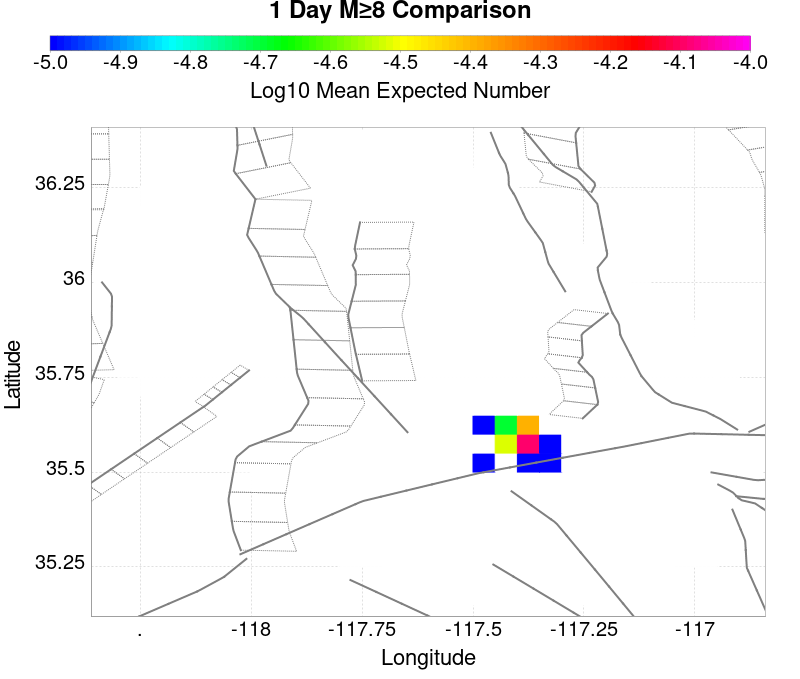 1 Day M≥8 Comparison
-5.0 -4.9 -4.8 -4.7 -4.6 -4.5 -4.4 -4.3 -4.2 -4.1 -4.0
Log10 Mean Expected Number
36.25
36
35.75
35.5
35.25
Latitude
. -118 -117.75 -117.5 -117.25 -117
Longitude